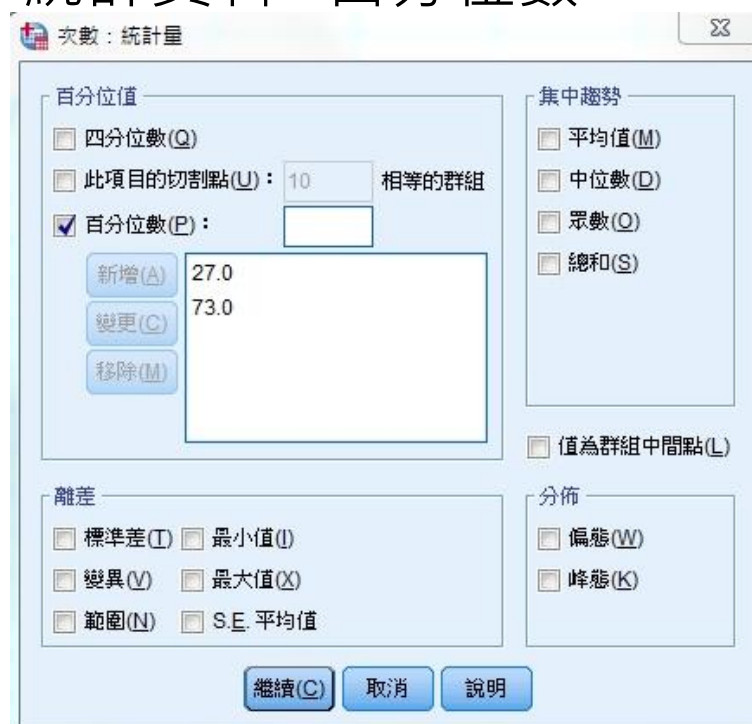 次數：統計量
百分位值
四分位數(Q)
此項目的切割點(U)： 10 相等的群組
百分位數(P)：
新增(A)
變更(C)
移除(M)
27.0
73.0
集中趨勢
平均值(M)
中位數(D)
眾數(O)
總和(S)
值為群組中間點(L)
離差
標準差(T) 最小值(I)
變異(V) 最大值(X)
範圍(N) S.E. 平均值
分佈
偏態(W)
峰態(K)
繼續(C) 取消 說明